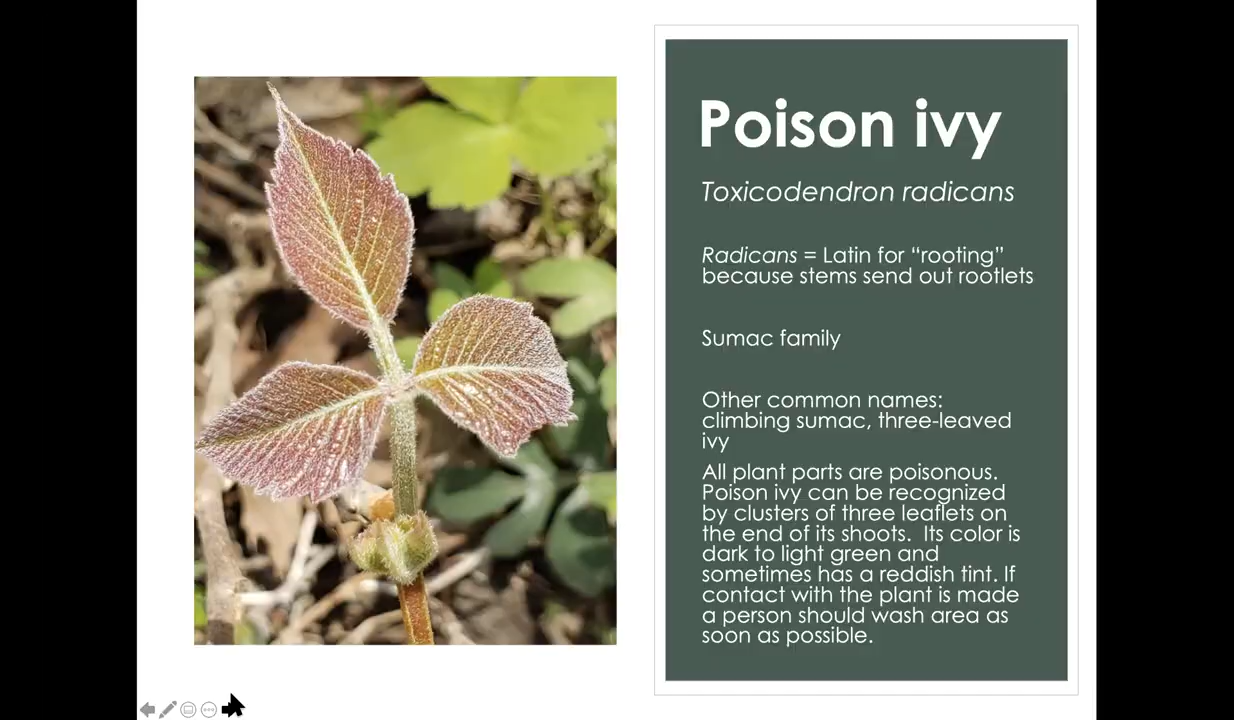 Poison ivy
Toxicodendron radicans
Radicans = Latin for “rooting”
because stems send out rootlets
Sumac family
Other common names:
climbing sumac, three-leaved
ivy
All plant parts are poisonous.
Poison ivy can be recognized
by clusters of three leaflets on
the end of its shoots.  Its color is
dark to light green and
sometimes has a reddish tint. If
contact with the plant is made
a person should wash area as
soon as possible.